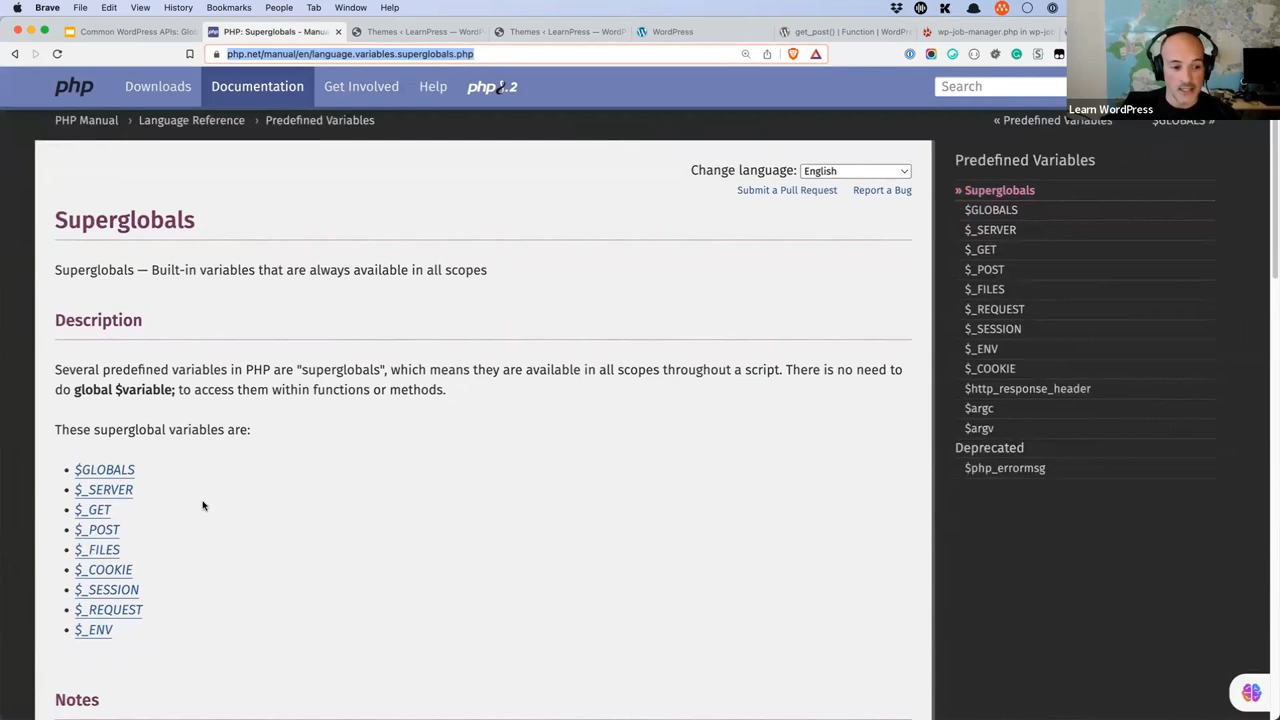 Brave File Edit View History Bookmarks People Tab Window Help
Common WordPress APIs: Glob
PHP: Superglobals - Manua
Themes ‹ LearnPress — WordP
Themes ‹ LearnPress — WordP
WordPress
get_post() | Function | WordPr
wp-job-manager.php in wp-job
php.net/manual/en/language.variables.superglobals.php
php Downloads Documentation Get Involved Help php8.2
Search
Learn WordPress
PHP Manual › Language Reference › Predefined Variables
« Predefined Variables $GLOBALS »
Change language: English
Submit a Pull Request Report a Bug
Superglobals
Superglobals — Built-in variables that are always available in all scopes
Description
Several predefined variables in PHP are "superglobals", which means they are available in all scopes throughout a script. There is no need to
do global $variable; to access them within functions or methods.
These superglobal variables are:
• $GLOBALS
• $_SERVER
• $_GET
• $_POST
• $_FILES
• $_COOKIE
• $_SESSION
• $_REQUEST
• $_ENV
Notes
Predefined Variables
» Superglobals
$GLOBALS
$_SERVER
$_GET
$_POST
$_FILES
$_REQUEST
$_SESSION
$_ENV
$_COOKIE
$http_response_header
$argc
$argv
Deprecated
$php_errormsg